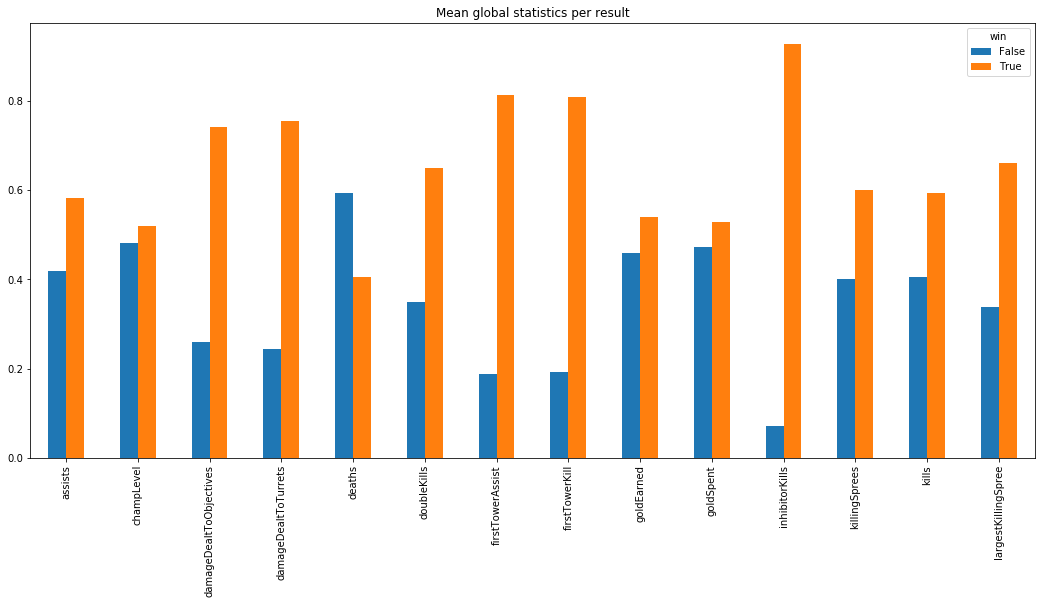 Mean global statistics per result
win
False
True
0.8
0.6
0.4
0.2
0.0
assists
champLevel
damageDealtToObjectives
damageDealtToTurrets
deaths
doubleKills
firstTowerAssist
firstTowerKill
goldEarned
goldSpent
inhibitorKills
killingSprees
kills
largestKillingSpree